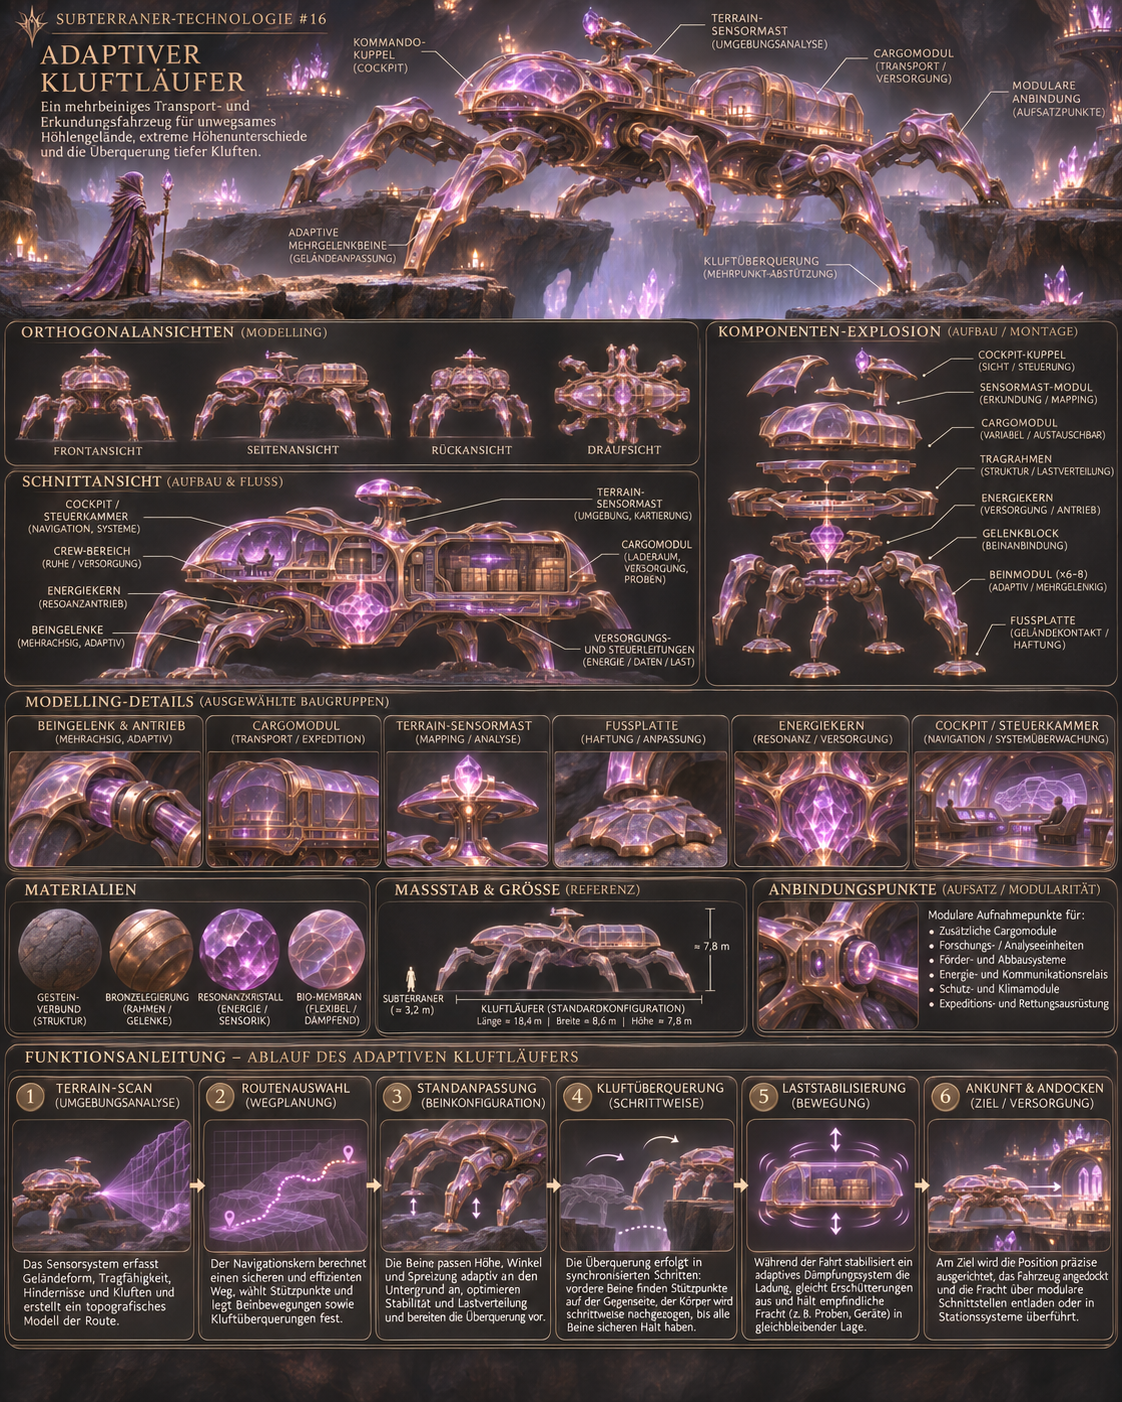 SUBTERRANER-TECHNOLOGIE #16
ADAPTIVER
KLUFTLÄUFER
Ein mehrbeiniges Transport- und
Erkundungsfahrzeug für unwegsames
Höhlengelände, extreme Höhenunterschiede
und die Überquerung tiefer Kluften.
KOMMANDO-
KUPPEL
(COCKPIT)
TERRAIN-
SENSORMAST
(UMGEBUNGSANALYSE)
CARGOMODUL
(TRANSPORT /
VERSORGUNG)
MODULARE
ANBINDUNG
(AUFSATZPUNKTE)
ADAPTIVE
MEHRGELENKBEINE
(GELÄNDEANPASSUNG)
KLUFTÜBERQUERUNG
(MEHRPUNKT-ABSTÜTZUNG)
ORTHOGONALANSICHTEN (MODELLING)
FRONTANSICHT
SEITENANSICHT
RÜCKANSICHT
DRAUFSICHT
KOMPONENTEN-EXPLOSION (AUFBAU / MONTAGE)
COCKPIT-KUPPEL
(SICHT / STEUERUNG)
SENSORMAST-MODUL
(ERKUNDUNG / MAPPING)
CARGOMODUL
(VARIABEL / AUSTAUSCHBAR)
TRAGRAHMEN
(STRUKTUR / LASTVERTEILUNG)
ENERGIEKERN
(VERSORGUNG / ANTRIEB)
GELENKBLOCK
(BEINANBINDUNG)
BEINMODUL (x6-8)
(ADAPTIV / MEHRGELENKIG)
FUSSPLATTE
(GELÄNDEKONTAKT /
HAFTUNG)
SCHNITTANSICHT (AUFBAU & FLUSS)
COCKPIT /
STEUERKAMMER
(NAVIGATION, SYSTEME)
CREW-BEREICH
(RUHE / VERSORGUNG)
ENERGIEKERN
(RESOANZANTRIEB)
BEINGELENKE
(MEHRACHSIG, ADAPTIV)
TERRAIN-
SENSORMAST
(UMGEBUNG, KARTIERUNG)
CARGOMODUL
(LADERAUM,
VERSORGUNG,
PROBEN)
VERSORGUNGS-
UND STEUERLEITUNGEN
(ENERGIE / DATEN / LAST)
MODELLING-DETAILS (AUSGEWÄHLTE BAUGRUPPEN)
BEINGELENK & ANTRIEB
(MEHRACHSIG, ADAPTIV)
CARGOMODUL
(TRANSPORT / EXPEDITION)
TERRAIN-SENSORMAST
(MAPPING / ANALYSE)
FUSSPLATTE
(HAFTUNG / ANPASSUNG)
ENERGIEKERN
(RESONANZ / VERSORGUNG)
COCKPIT / STEUERKAMMER
(NAVIGATION / SYSTEMÜBERWACHUNG)
MATERIALIEN
GESTEIN-
VERBUND
(STRUKTUR)
BRONZELEGIERUNG
(RAHMEN /
GELENKE)
RESONANZKRISTALL
(ENERGIE /
SENSORIK)
BIO-MEMBRAN
(FLEXIBEL /
DÄMPFEND)
MASSSTAB & GRÖSSE (REFERENZ)
≈ 7,8 m
SUBTERRANER
(≈ 3,2 m)
KLUFTLÄUFER (STANDARDKONFIGURATION)
Länge ≈ 18,4 m | Breite ≈ 8,6 m | Höhe ≈ 7,8 m
ANBINDUNGSPUNKTE (AUFSATZ / MODULARITÄT)
Modulare Aufnahmepunkte für:
• Zusätzliche Cargomodule
• Forschungs- / Analyseeinheiten
• Förder- und Abbausysteme
• Energie- und Kommunikationsrelais
• Schutz- und Klimamodule
• Expeditions- und Rettungsausrüstung
FUNKTIONSANLEITUNG – ABLAUF DES ADAPTIVEN KLUFTLÄUFERS
1 TERRAIN-SCAN
(UMGEBUNGSANALYSE)
Das Sensorsystem erfasst
Geländeform, Tragfähigkeit,
Hindernisse und Kluften und
erstellt ein topografisches
Modell der Route.
2 ROUTENAUSWAHL
(WEGPLANUNG)
Der Navigationskern berechnet
einen sicheren und effizienten
Weg, wählt Stützpunkte und
legt Beinbewegungen sowie
Kluftüberquerungen fest.
3 STANDANPASSUNG
(BEINKONFIGURATION)
Die Beine passen Höhe, Winkel
und Spreizung adaptiv an den
Untergrund an, optimieren
Stabilität und Lastverteilung
und bereiten die Überquerung vor.
4 KLUFTÜBERQUERUNG
(SCHRITTWEISE)
Die Überquerung erfolgt in
synchronisierten Schritten:
vordere Beine finden Stützpunkte
auf der Gegenseite, der Körper wird
schrittweise nachgezogen, bis alle
Beine sicheren Halt haben.
5 LASTSTABILISIERUNG
(BEWEGUNG)
Während der Fahrt stabilisiert ein
adaptives Dämpfungssystem die
Ladung, gleicht Erschütterungen
aus und hält empfindliche
Fracht (z. B. Proben, Geräte) in
gleichbleibender Lage.
6 ANKUNFT & ANDOCKEN
(ZIEL / VERSORGUNG)
Am Ziel wird die Position präzise
ausgerichtet, das Fahrzeug angedockt
und die Fracht über modulare
Schnittstellen entladen oder in
Stationssysteme überführt.